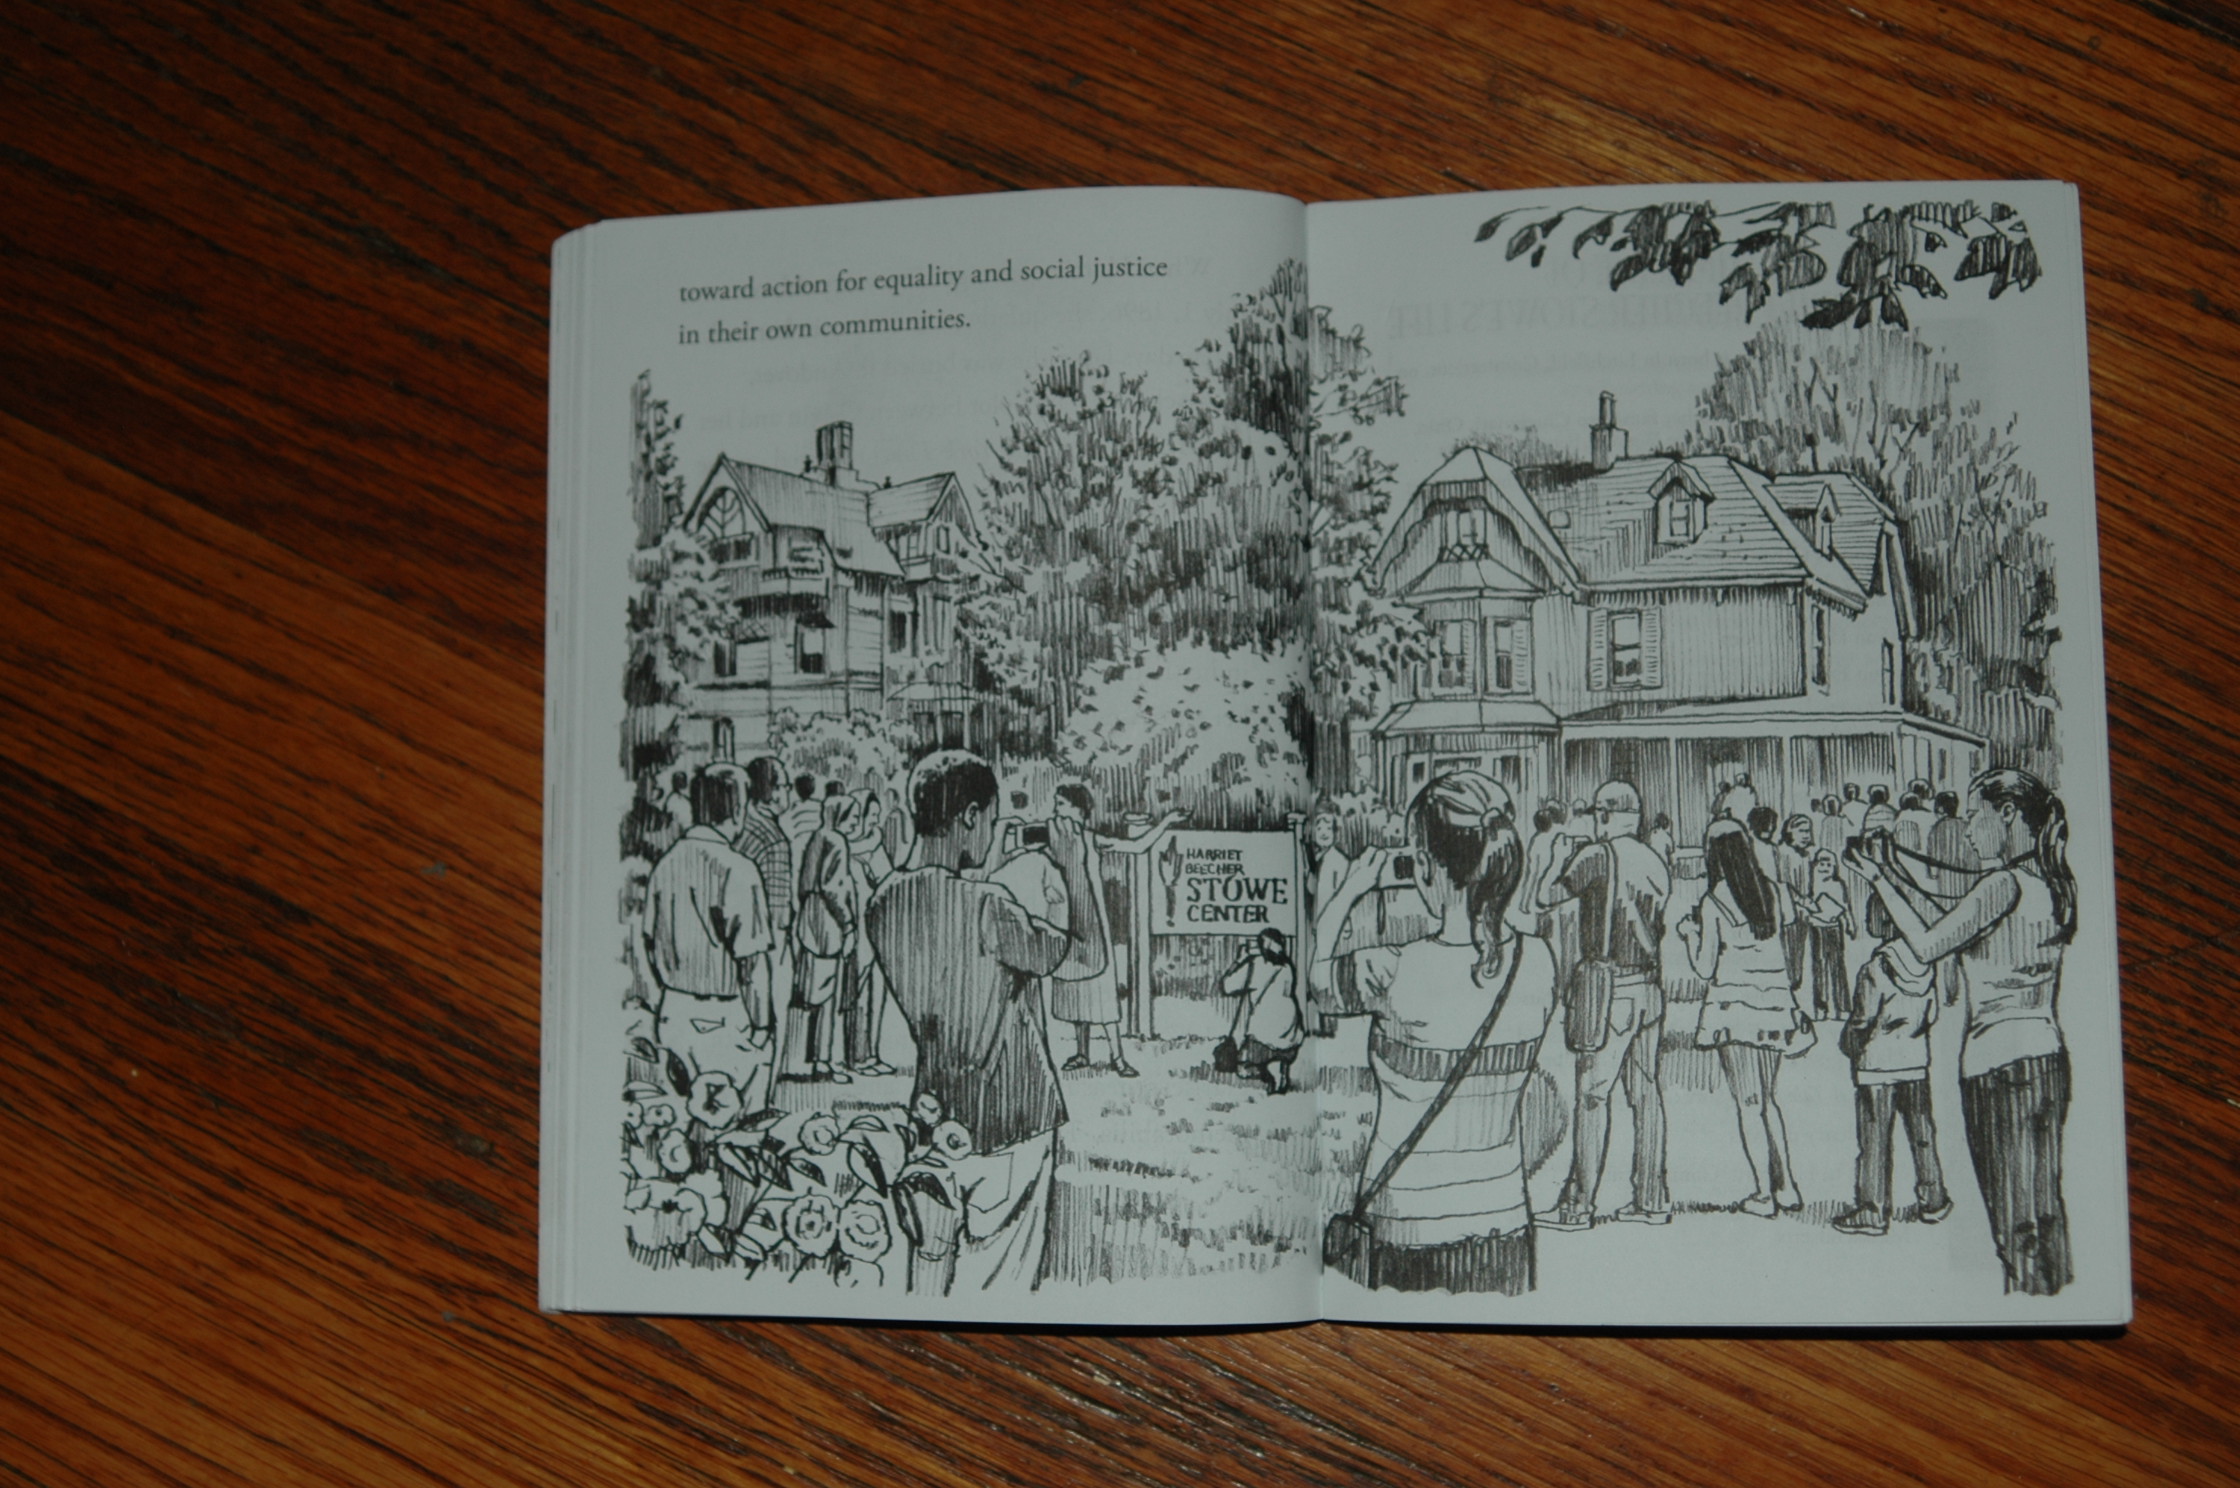 toward action for equality and social justice
in their own communities.
HARRIET
BEECHER
STOWE
CENTER